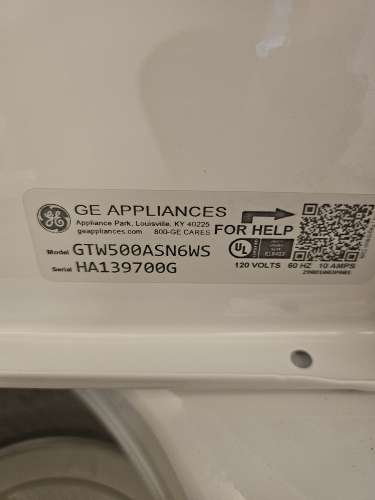 GE APPLIANCES
Appliance Park, Louisville, KY 40225
geappliances.com 800-GE CARES
FOR HELP
Model GTW500ASN6WS
Serial HA139700G
UL
120 VOLTS 60 HZ 10 AMPS